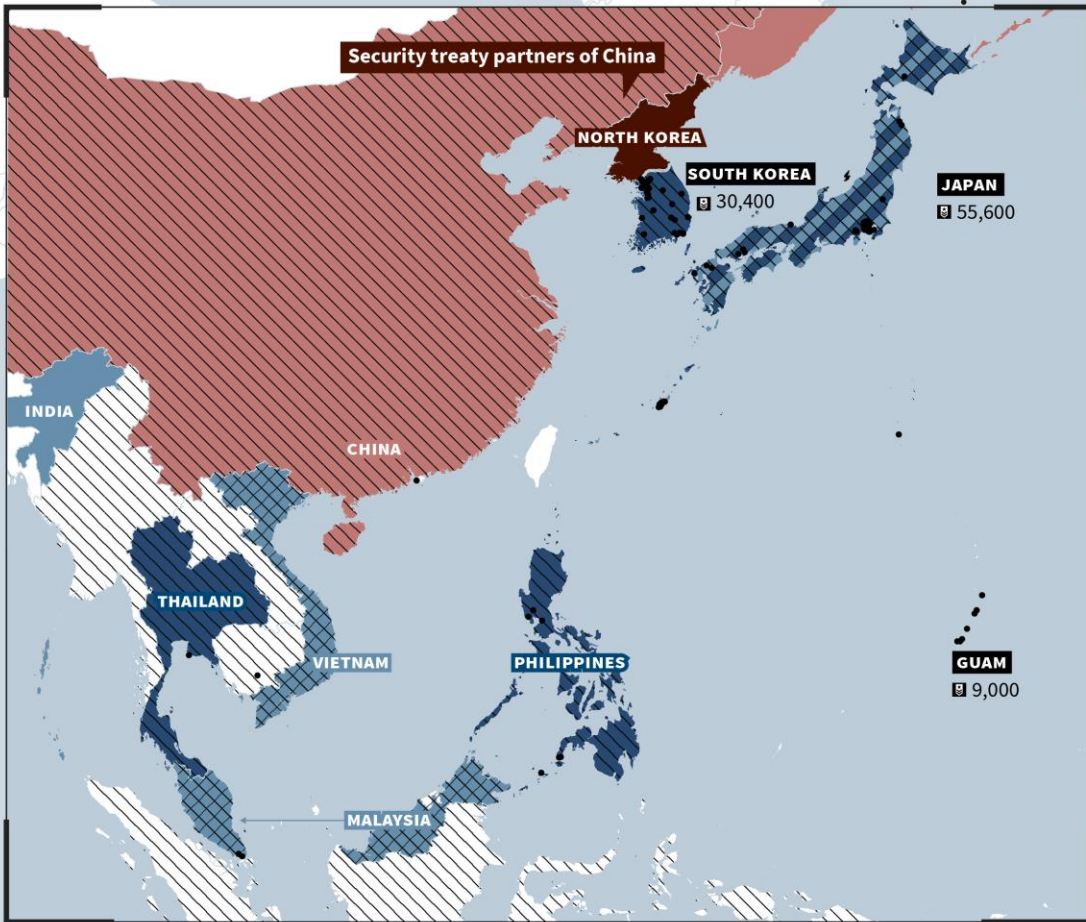 Security treaty partners of China
NORTH KOREA
SOUTH KOREA
30,400
JAPAN
55,600
INDIA
CHINA
THAILAND
VIETNAM
PHILIPPINES
GUAM
9,000
MALAYSIA